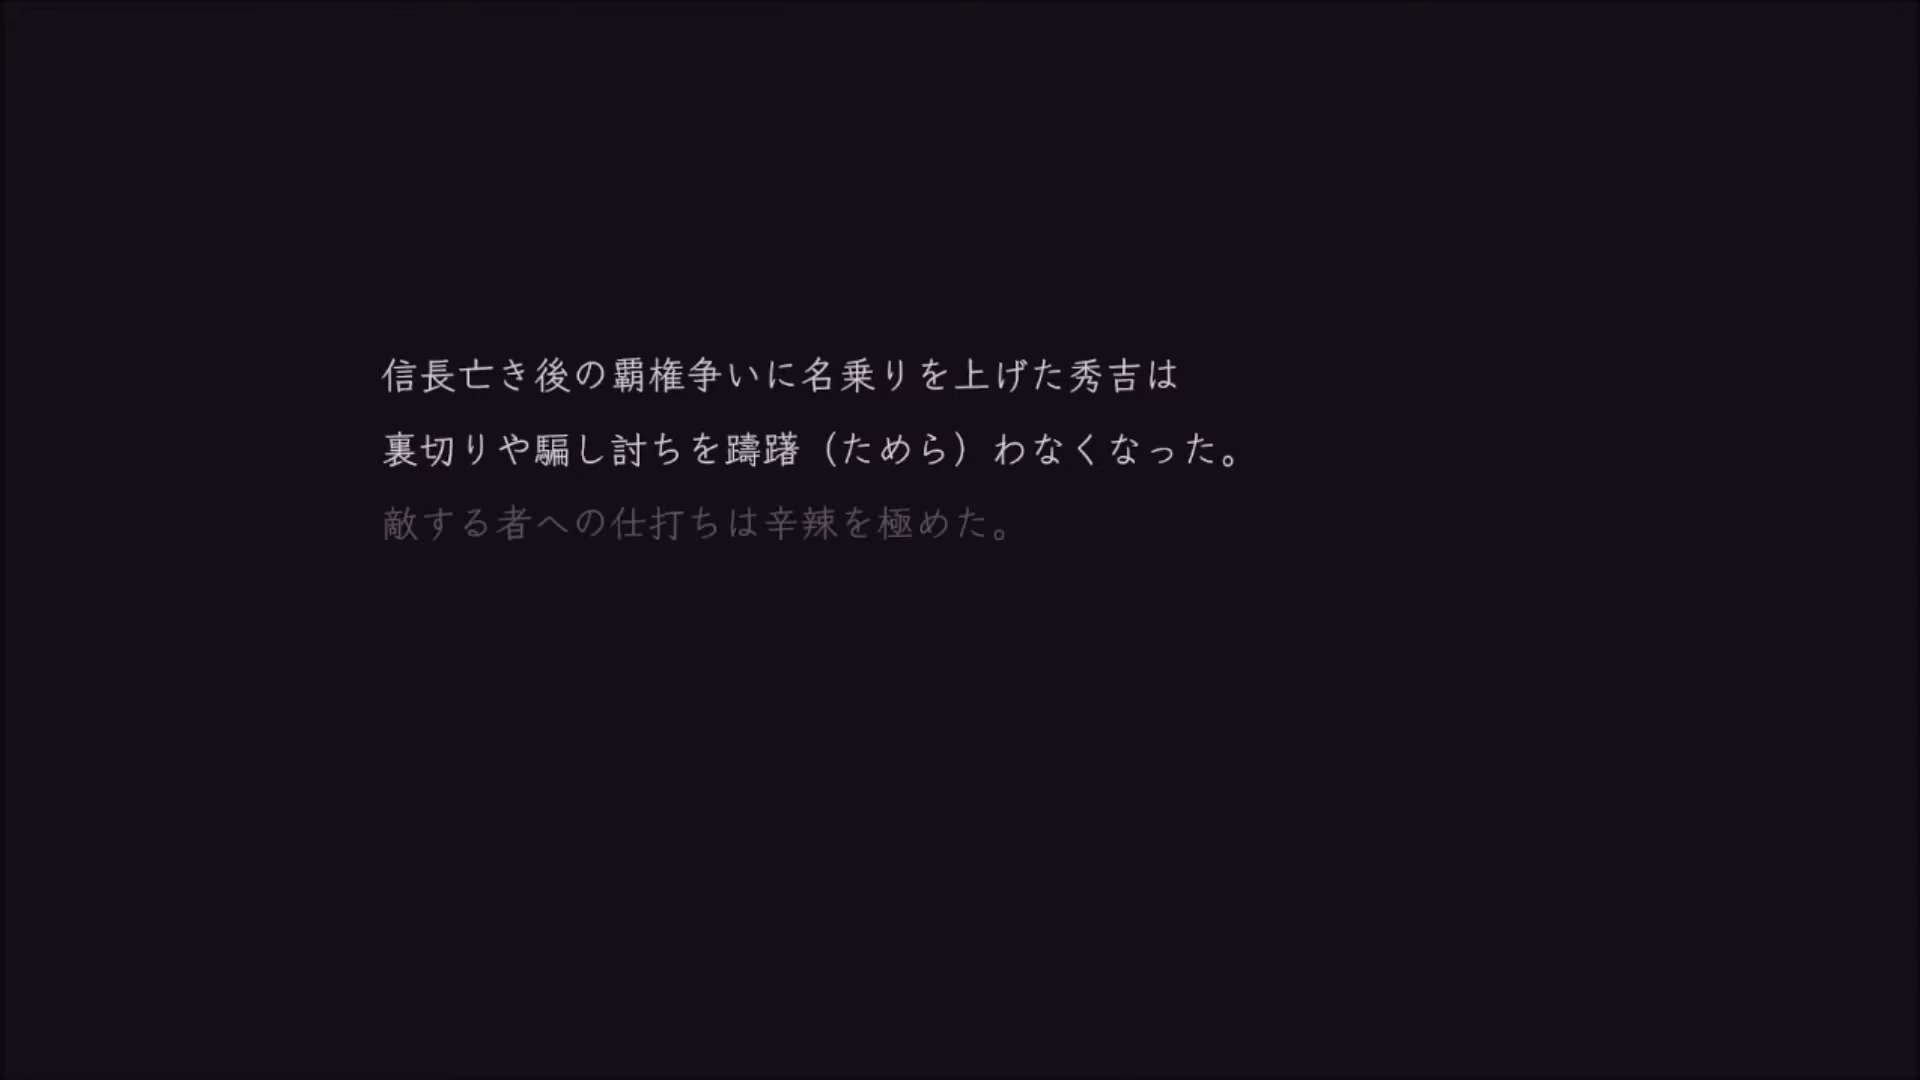 信長亡き後の覇権争いに名乗りを上げた秀吉は
裏切りや騙し討ちを躊躇（ためら）わなくなった。
敵する者への仕打ちは辛辣を極めた。